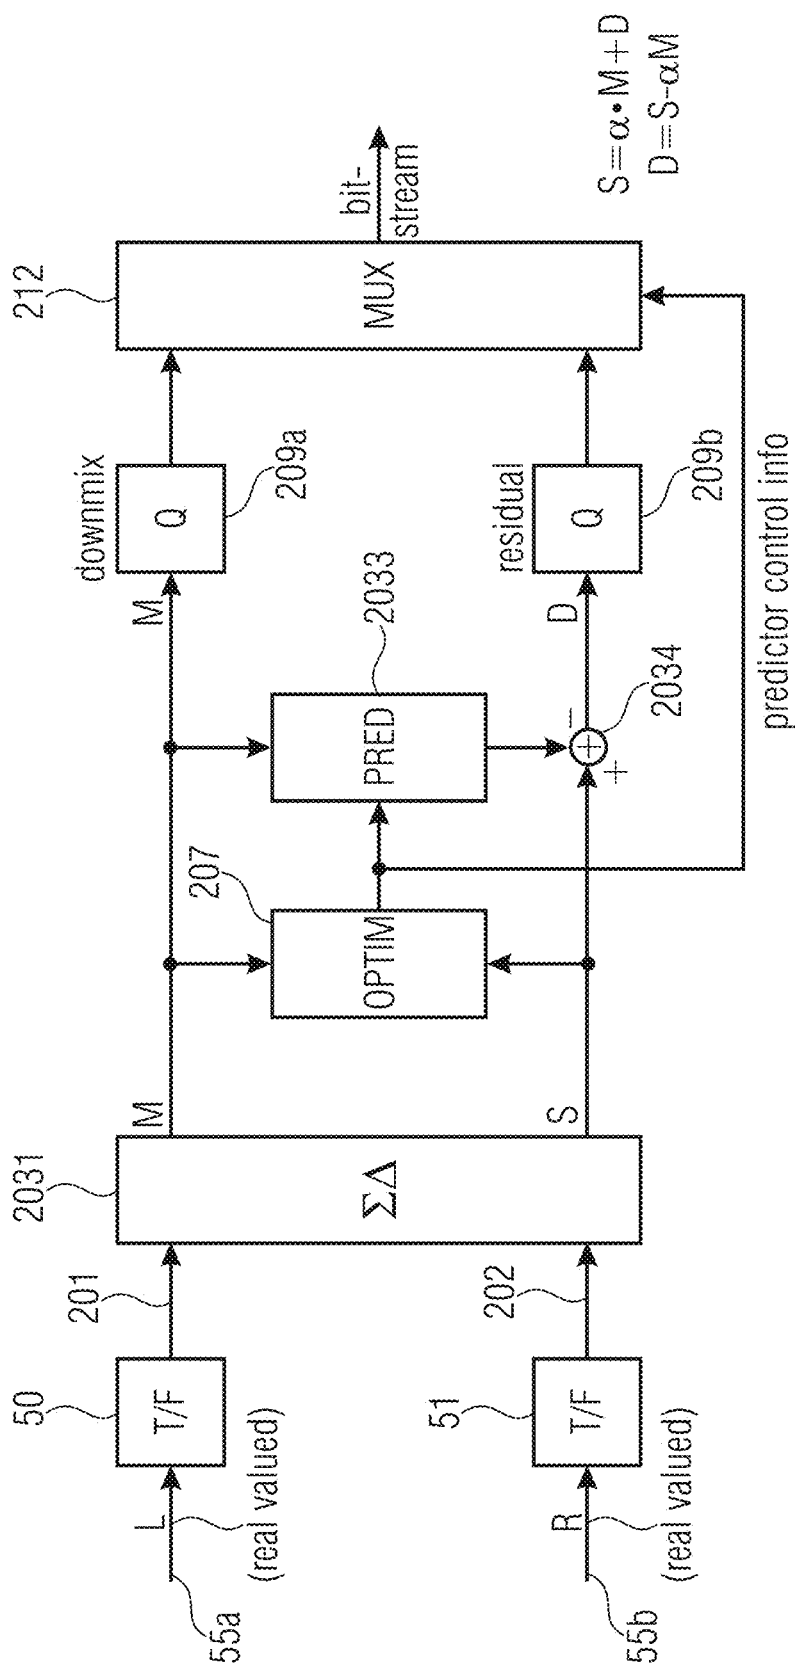 55a
L
(real valued)
50
T/F
201
55b
R
(real valued)
51
T/F
202
2031
ΣΔ
M
S
207
OPTIM
PRED
2033
−
+
+
2034
M
D
downmix
Q
209a
residual
Q
209b
predictor control info
212
MUX
bit-
stream
S=α•M+D
D=S-αM